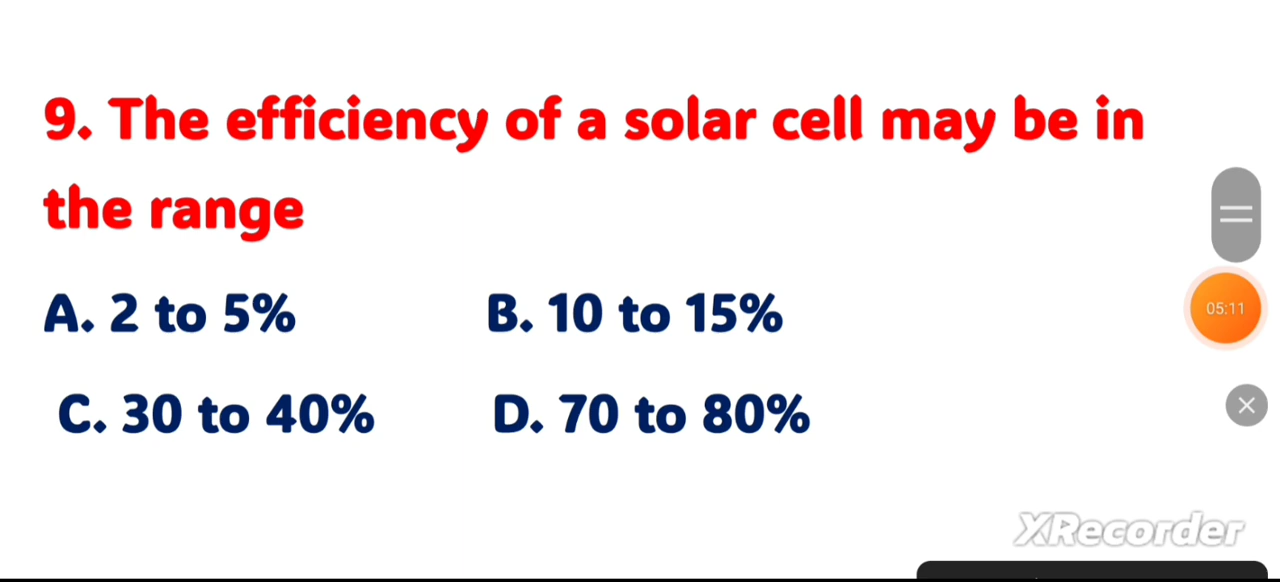 9. The efficiency of a solar cell may be in
the range
A. 2 to 5% B. 10 to 15%
C. 30 to 40% D. 70 to 80%
05:11
XRecorder